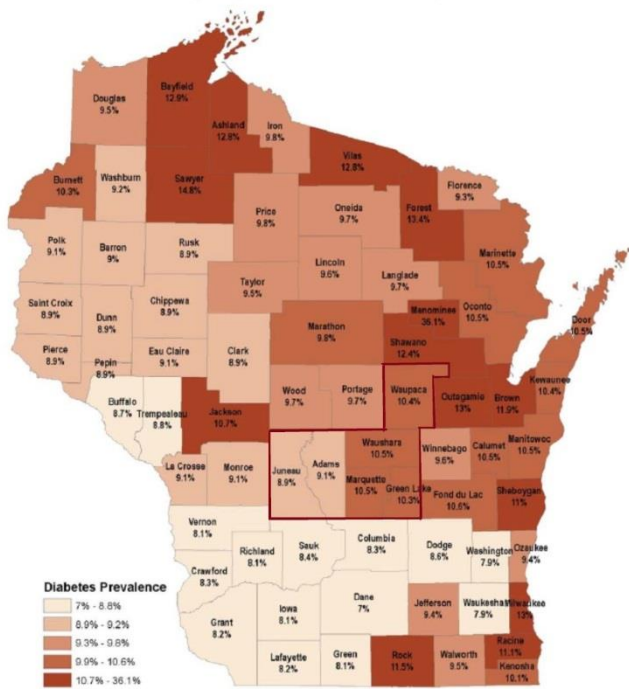 Bayfield
12.9%
Douglas
9.5%
Ashland
12.8%
Iron
9.8%
Vilas
12.8%
Burnett
10.3%
Washburn
9.2%
Sawyer
14.8%
Florence
9.3%
Price
9.8%
Oneida
9.7%
Forest
13.4%
Polk
9.1%
Barron
9%
Rusk
8.9%
Marinette
10.5%
Lincoln
9.6%
Langlade
9.7%
Taylor
9.5%
Saint Croix
8.9%
Dunn
8.9%
Chippewa
8.9%
Menominee
36.1%
Oconto
10.5%
Door
10.5%
Marathon
9.8%
Pierce
8.9%
Pepin
8.9%
Eau Claire
9.1%
Clark
8.9%
Shawano
12.4%
Kewaunee
10.4%
Buffalo
8.7%
Trempealeau
8.8%
Jackson
10.7%
Wood
9.7%
Portage
9.7%
Waupaca
10.4%
Outagamie
13%
Brown
11.9%
La Crosse
9.1%
Monroe
9.1%
Juneau
8.9%
Adams
9.1%
Waushara
10.5%
Winnebago
9.6%
Calumet
10.5%
Manitowoc
10.5%
Marquette
10.5%
Green Lake
10.3%
Fond du Lac
10.6%
Sheboygan
11%
Vernon
8.1%
Richland
8.1%
Sauk
8.4%
Columbia
8.3%
Dodge
8.6%
Washington
7.9%
Ozaukee
9.4%
Crawford
8.3%
Grant
8.2%
Iowa
8.1%
Dane
7%
Jefferson
9.4%
Waukesha
7.9%
Milwaukee
13%
Lafayette
8.2%
Green
8.1%
Rock
11.5%
Walworth
9.5%
Racine
11.1%
Kenosha
10.1%
Diabetes Prevalence
7% - 8.8%
8.9% - 9.2%
9.3% - 9.8%
9.9% - 10.6%
10.7% - 36.1%